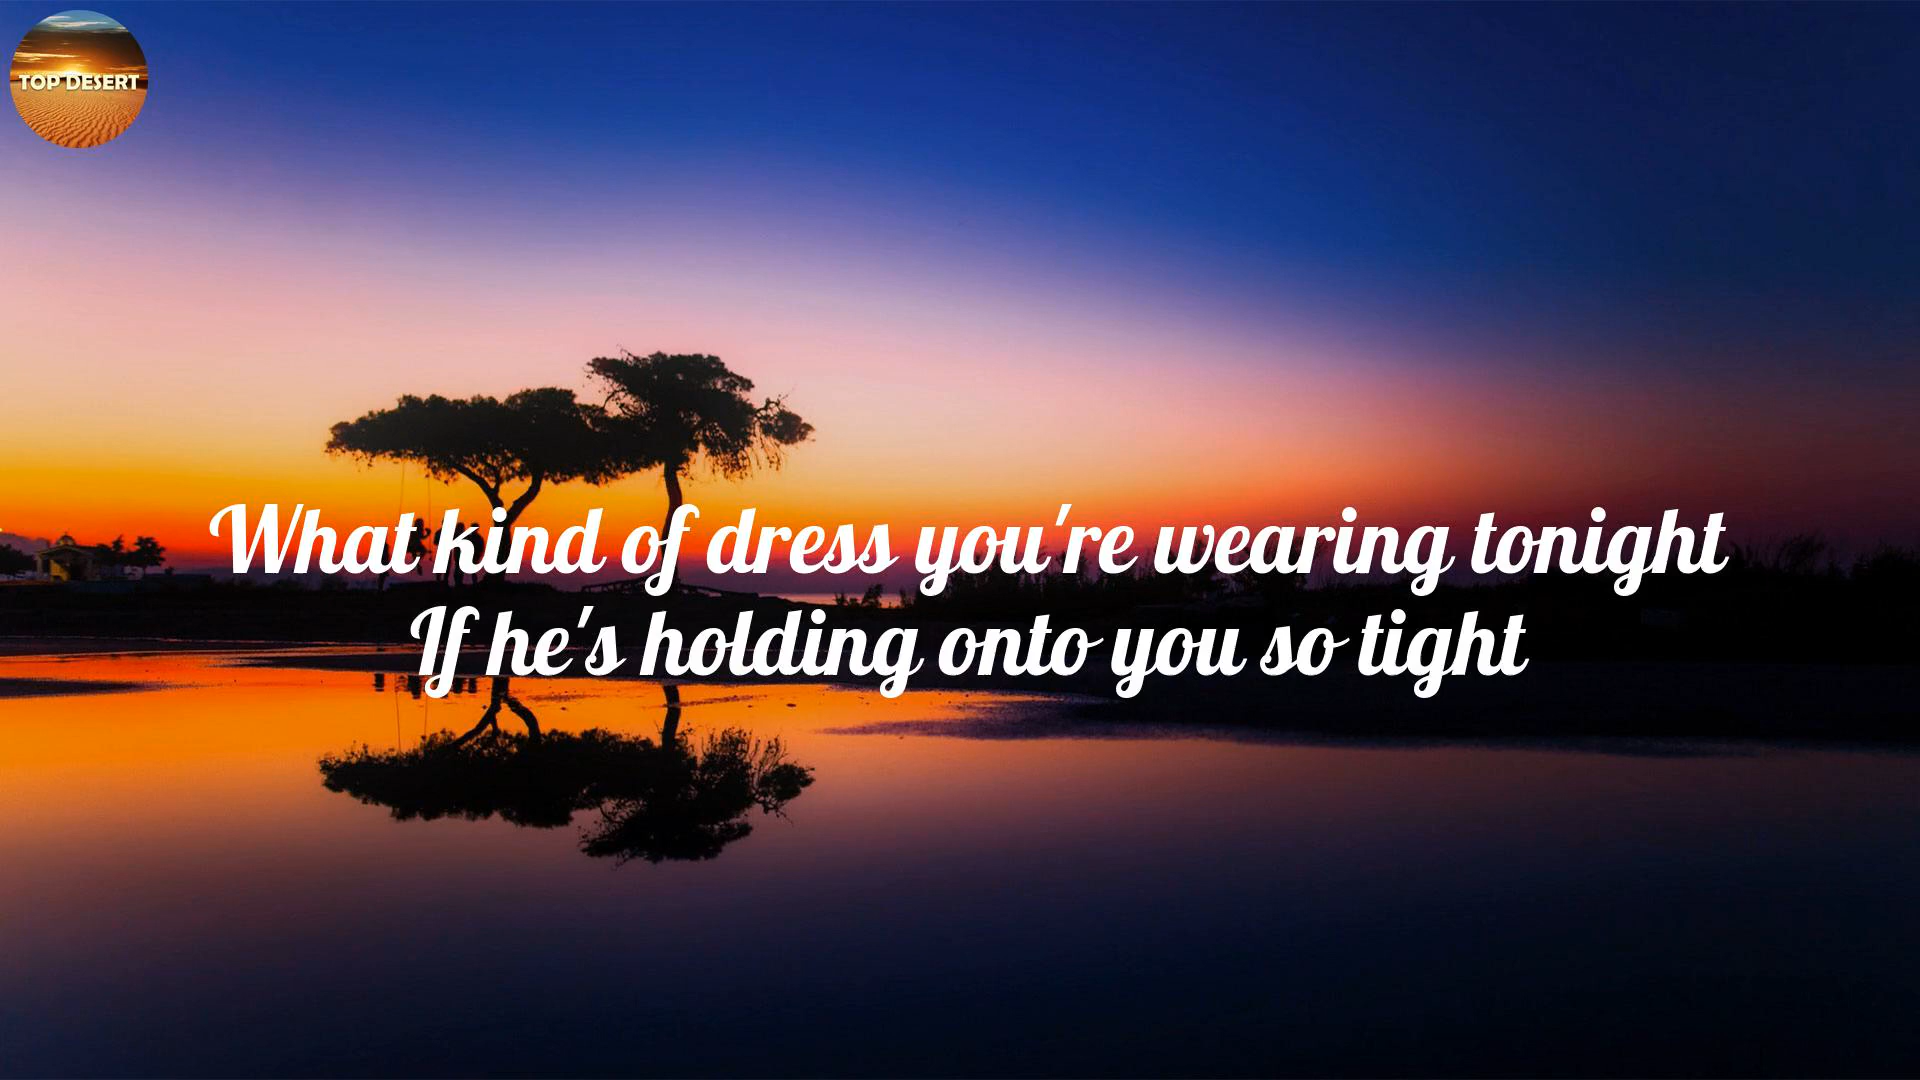 TOP DESERT
What kind of dress you're wearing tonight
If he's holding onto you so tight